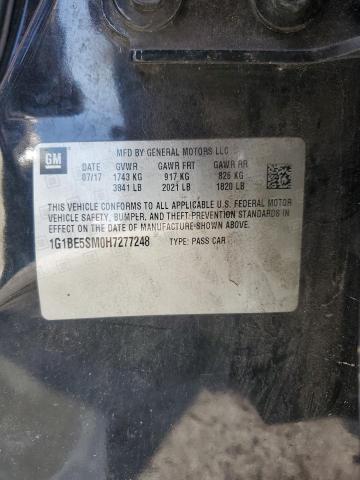 GM
MFD BY GENERAL MOTORS LLC
DATE GVWR GAWR FRT GAWR RR
07/17 1743 KG 917 KG 826 KG
3841 LB 2021 LB 1820 LB
THIS VEHICLE CONFORMS TO ALL APPLICABLE U.S. FEDERAL MOTOR
VEHICLE SAFETY, BUMPER, AND THEFT PREVENTION STANDARDS IN
EFFECT ON THE DATE OF MANUFACTURE SHOWN ABOVE.
1G1BE5SM0H7277248 TYPE: PASS CAR